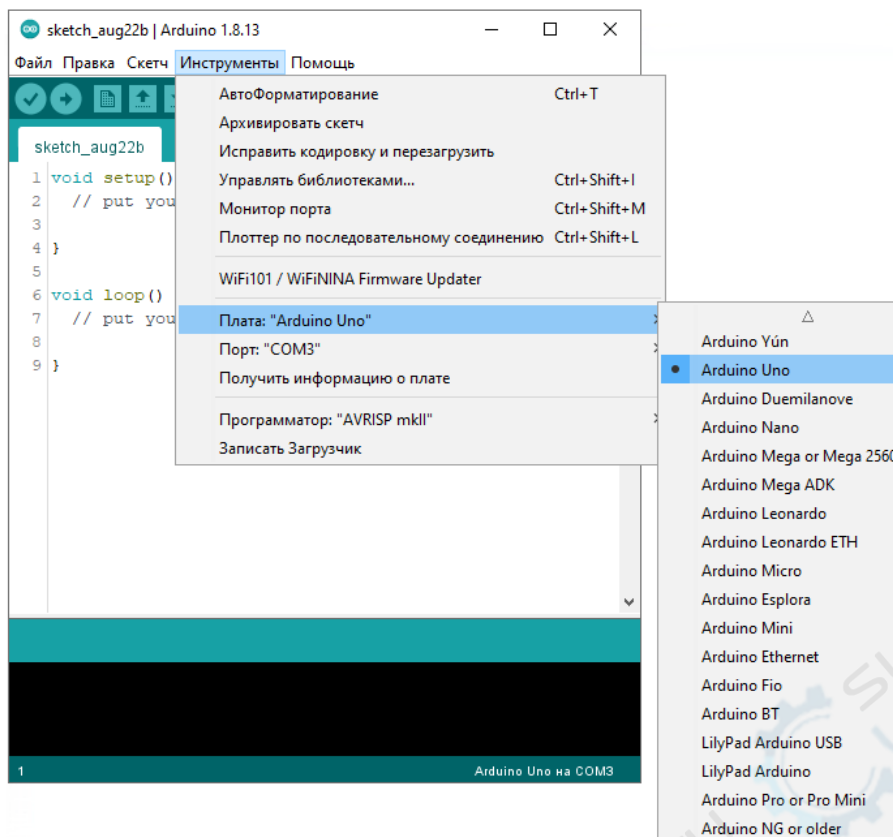 sketch_aug22b | Arduino 1.8.13
Файл Правка Скетч Инструменты Помощь
sketch_aug22b
1 void setup()
2 // put you
3
4 }
5
6 void loop()
7 // put you
8
9 }
АвтоФорматирование Ctrl+T
Архивировать скетч
Исправить кодировку и перезагрузить
Управлять библиотеками... Ctrl+Shift+I
Монитор порта Ctrl+Shift+M
Плоттер по последовательному соединению Ctrl+Shift+L
WiFi101 / WiFiNINA Firmware Updater
Плата: "Arduino Uno"
Порт: "COM3"
Получить информацию о плате
Программатор: "AVRISP mkII"
Записать Загрузчик
Arduino Yún
Arduino Uno
Arduino Duemilanove
Arduino Nano
Arduino Mega or Mega 2560
Arduino Mega ADK
Arduino Leonardo
Arduino Leonardo ETH
Arduino Micro
Arduino Esplora
Arduino Mini
Arduino Ethernet
Arduino Fio
Arduino BT
LilyPad Arduino USB
LilyPad Arduino
Arduino Pro or Pro Mini
Arduino NG or older
1 Arduino Uno на COM3